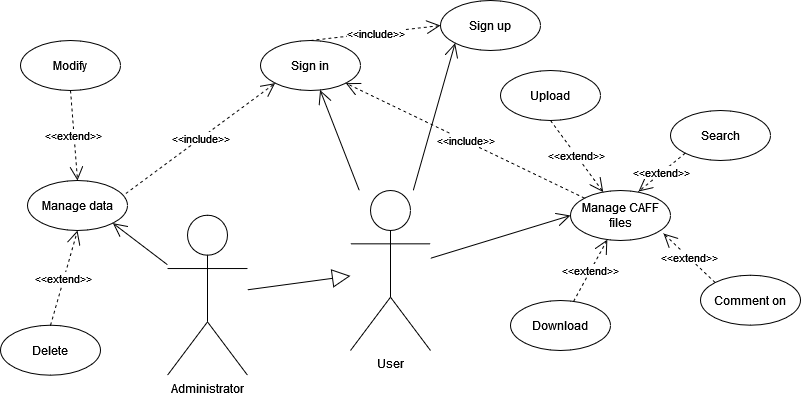 Sign up
<<include>>
Sign in
Modify
Upload
<<extend>>
<<include>>
<<include>>
Search
<<extend>>
<<extend>>
Manage data
Manage CAFF
files
<<extend>>
<<extend>>
<<extend>>
Comment on
Download
Delete
User
Administrator